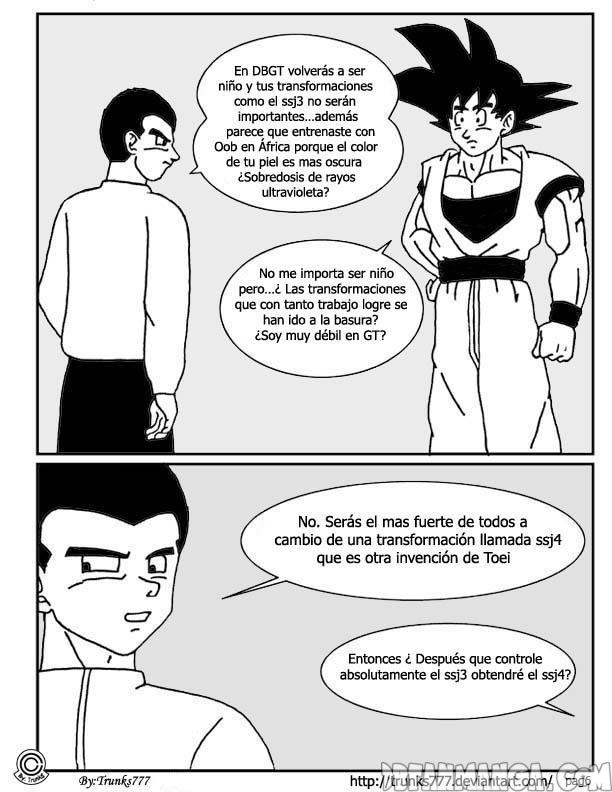 En DBGT volverás a ser
niño y tus transformaciones
como el ssj3 no serán
importantes...además
parece que entrenaste con
Oob en África porque el color
de tu piel es mas oscura
¿Sobredosis de rayos
ultravioleta?
No me importa ser niño
pero...¿ Las transformaciones
que con tanto trabajo logre se
han ido a la basura?
¿Soy muy débil en GT?
No. Serás el mas fuerte de todos a
cambio de una transformación llamada ssj4
que es otra invención de Toei
Entonces ¿ Después que controle
absolutamente el ssj3 obtendré el ssj4?
By: Trunks
By:Trunks777
http://trunks777.deviantart.com/